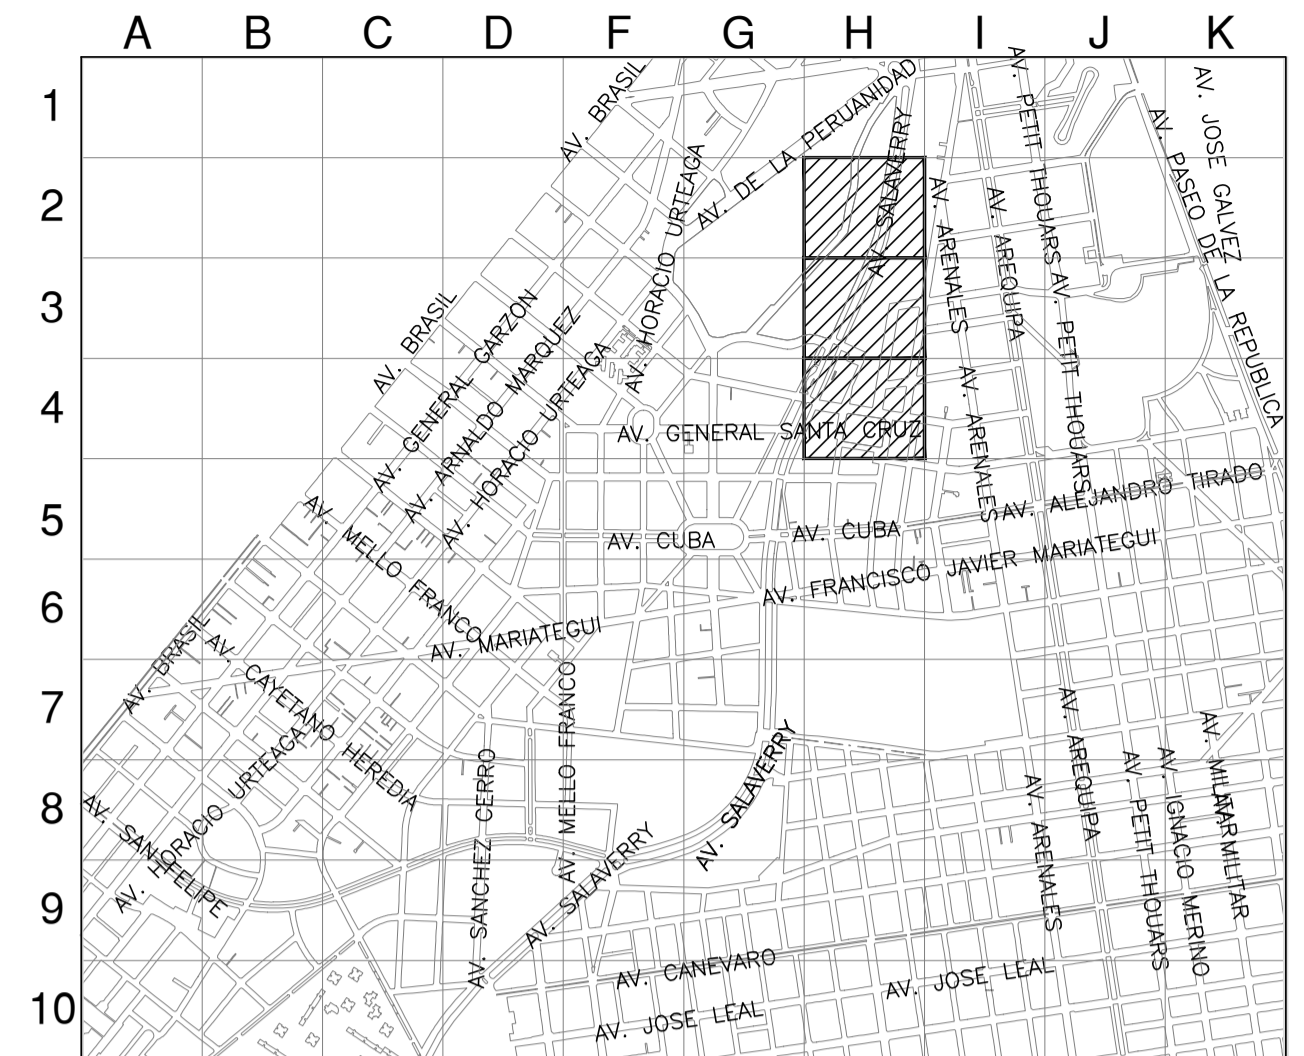 A B C D F G H I J K
1
2
3
4
5
6
7
8
9
10
AV. BRASIL
AV. DE LA PERUANIDAD
AV. SALAVERRY
AV. HORACIO URTEAGA
AV. PETIT THOUARS
AV. PASEO DE LA REPUBLICA
AV. JOSE GALVEZ
AV. ARENALES
AV. AREQUIPA
AV. BRASIL
AV. GENERAL GARZON
AV. ARNALDO MARQUEZ
AV. HORACIO URTEAGA
AV. PETIT THOUARS
AV. GENERAL SANTA CRUZ
AV. ARENALES
AV. ALEJANDRO TIRADO
AV. MELLO FRANCO
AV. CUBA
AV. CUBA
AV. FRANCISCO JAVIER MARIATEGUI
AV. MARIATEGUI
AV. BRASIL
AV. CAYETANO HEREDIA
AV. MELLO FRANCO
AV. HORACIO URTEAGA
AV. SANCHEZ CERRO
AV. SALAVERRY
AV. AREQUIPA
AV. PETIT THOUARS
AV. IGNACIO MERINO
AV. MILITAR
AV. MILITAR
AV. ARENALES
AV. SAN FELIPE
AV. SALAVERRY
AV. CANEVARO
AV. JOSE LEAL
AV. JOSE LEAL